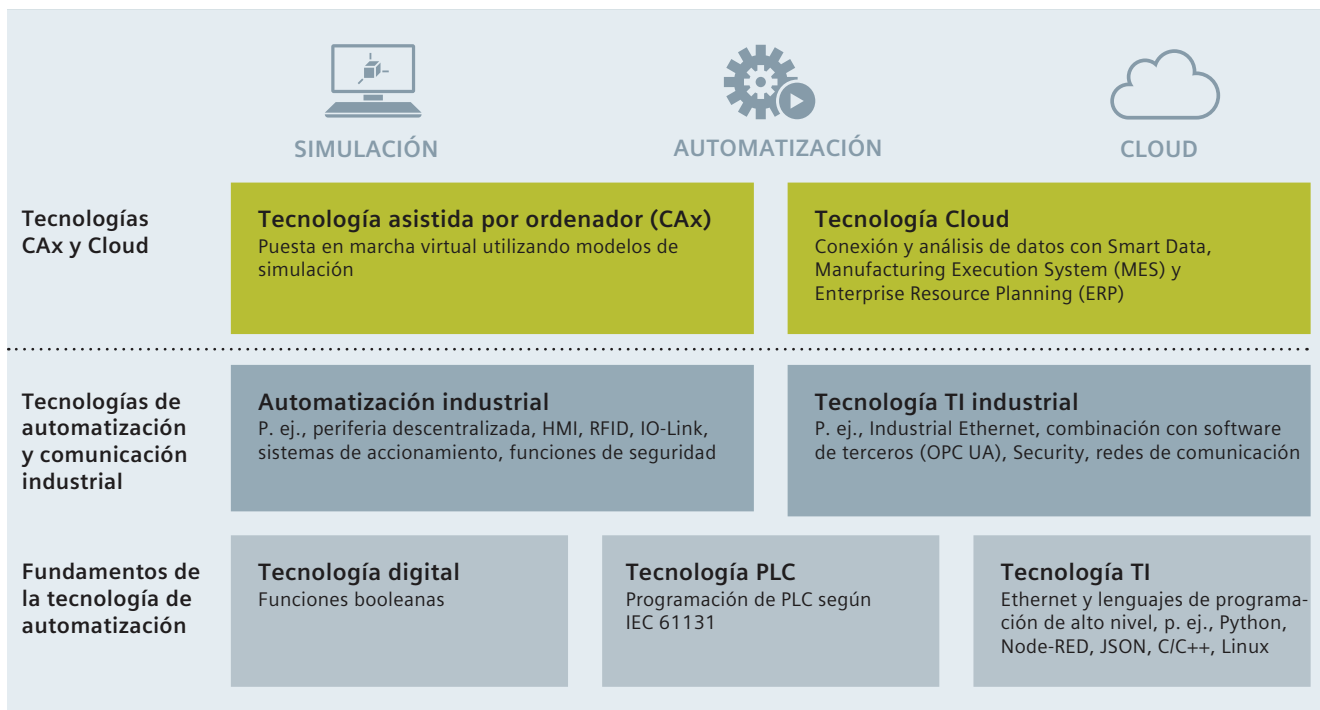 SIMULACIÓN
AUTOMATIZACIÓN
CLOUD
Tecnologías
CAx y Cloud
Tecnología asistida por ordenador (CAx)
Puesta en marcha virtual utilizando modelos de
simulación
Tecnología Cloud
Conexión y análisis de datos con Smart Data,
Manufacturing Execution System (MES) y
Enterprise Resource Planning (ERP)
Tecnologías de
automatización
y comunicación
industrial
Automatización industrial
P. ej., periferia descentralizada, HMI, RFID, IO-Link,
sistemas de accionamiento, funciones de seguridad
Tecnología TI industrial
P. ej., Industrial Ethernet, combinación con software
de terceros (OPC UA), Security, redes de comunicación
Fundamentos de
la tecnología de
automatización
Tecnología digital
Funciones booleanas
Tecnología PLC
Programación de PLC según
IEC 61131
Tecnología TI
Ethernet y lenguajes de programa-
ción de alto nivel, p. ej., Python,
Node-RED, JSON, C/C++, Linux